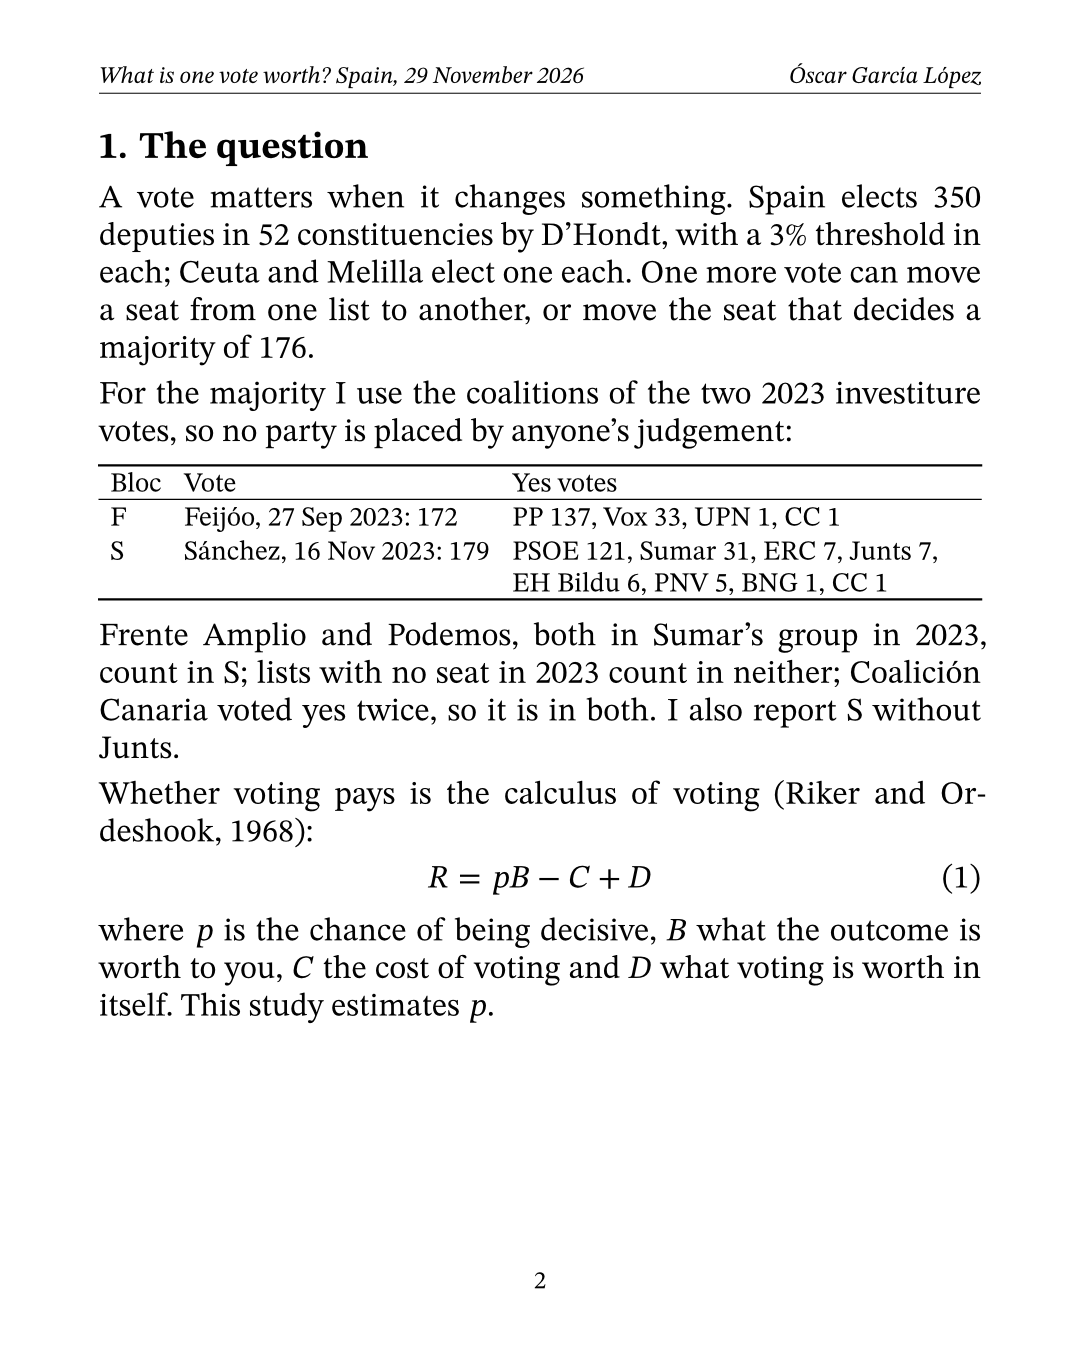 What is one vote worth? Spain, 29 November 2026 Óscar García López
1. The question
A vote matters when it changes something. Spain elects 350
deputies in 52 constituencies by D’Hondt, with a 3% threshold in
each; Ceuta and Melilla elect one each. One more vote can move
a seat from one list to another, or move the seat that decides a
majority of 176.
For the majority I use the coalitions of the two 2023 investiture
votes, so no party is placed by anyone’s judgement:
Bloc Vote Yes votes
F Feijóo, 27 Sep 2023: 172 PP 137, Vox 33, UPN 1, CC 1
S Sánchez, 16 Nov 2023: 179 PSOE 121, Sumar 31, ERC 7, Junts 7,
EH Bildu 6, PNV 5, BNG 1, CC 1
Frente Amplio and Podemos, both in Sumar’s group in 2023,
count in S; lists with no seat in 2023 count in neither; Coalición
Canaria voted yes twice, so it is in both. I also report S without
Junts.
Whether voting pays is the calculus of voting (Riker and Or-
deshook, 1968):
R = pB − C + D (1)
where p is the chance of being decisive, B what the outcome is
worth to you, C the cost of voting and D what voting is worth in
itself. This study estimates p.
2